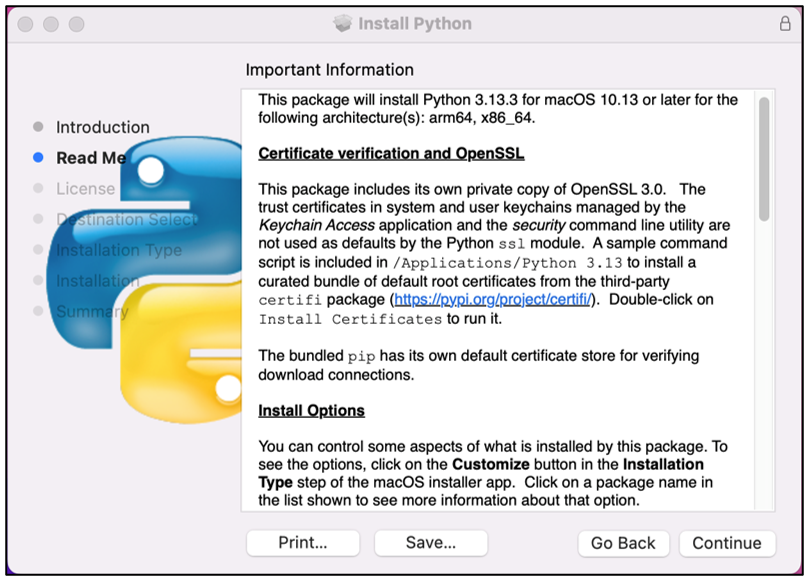 Install Python
Important Information
Introduction
Read Me
License
Destination Select
Installation Type
Installation
Summary
This package will install Python 3.13.3 for macOS 10.13 or later for the
following architecture(s): arm64, x86_64.
Certificate verification and OpenSSL
This package includes its own private copy of OpenSSL 3.0.   The
trust certificates in system and user keychains managed by the
Keychain Access application and the security command line utility are
not used as defaults by the Python ssl module.  A sample command
script is included in /Applications/Python 3.13 to install a
curated bundle of default root certificates from the third-party
certifi package (https://pypi.org/project/certifi/).  Double-click on
Install Certificates to run it.
The bundled pip has its own default certificate store for verifying
download connections.
Install Options
You can control some aspects of what is installed by this package. To
see the options, click on the Customize button in the Installation
Type step of the macOS installer app.  Click on a package name in
the list shown to see more information about that option.
Print...
Save...
Go Back
Continue